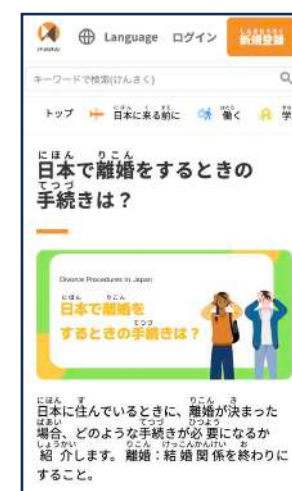 Language ログイン 新規登録
キーワードで検索(けんさく)
トップ 日本に来る前に 働く 学
日本で離婚をするときの
手続きは？
Divorce Procedures in Japan
日本で離婚を
するときの手続きは？
日本に住んでいるときに、離婚が決まった
場合、どのような手続きが必要になるか
紹介します。離婚：結婚関係を終わりに
すること。